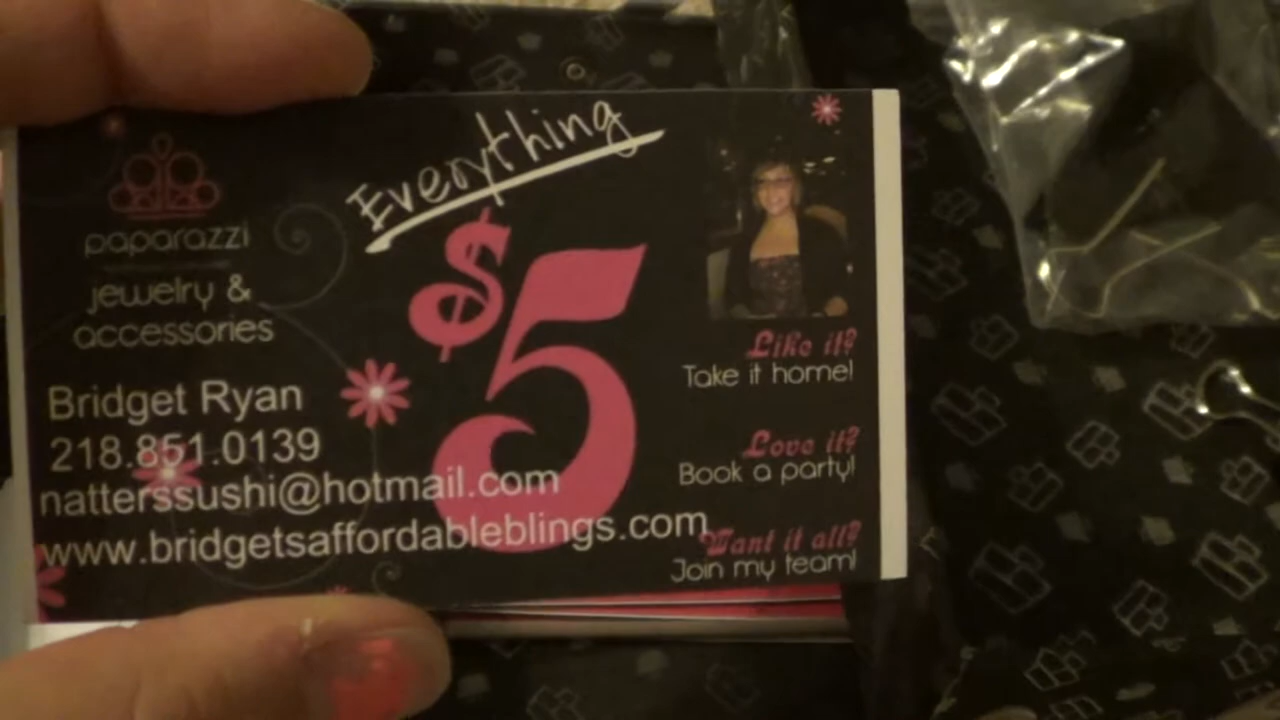 paparazzi
jewelry &
accessories
Everything
$5
Bridget Ryan
218.851.0139
natterssushi@hotmail.com
www.bridgetsaffordableblings.com
Like it?
Take it home!
Love it?
Book a party!
Want it all?
Join my team!